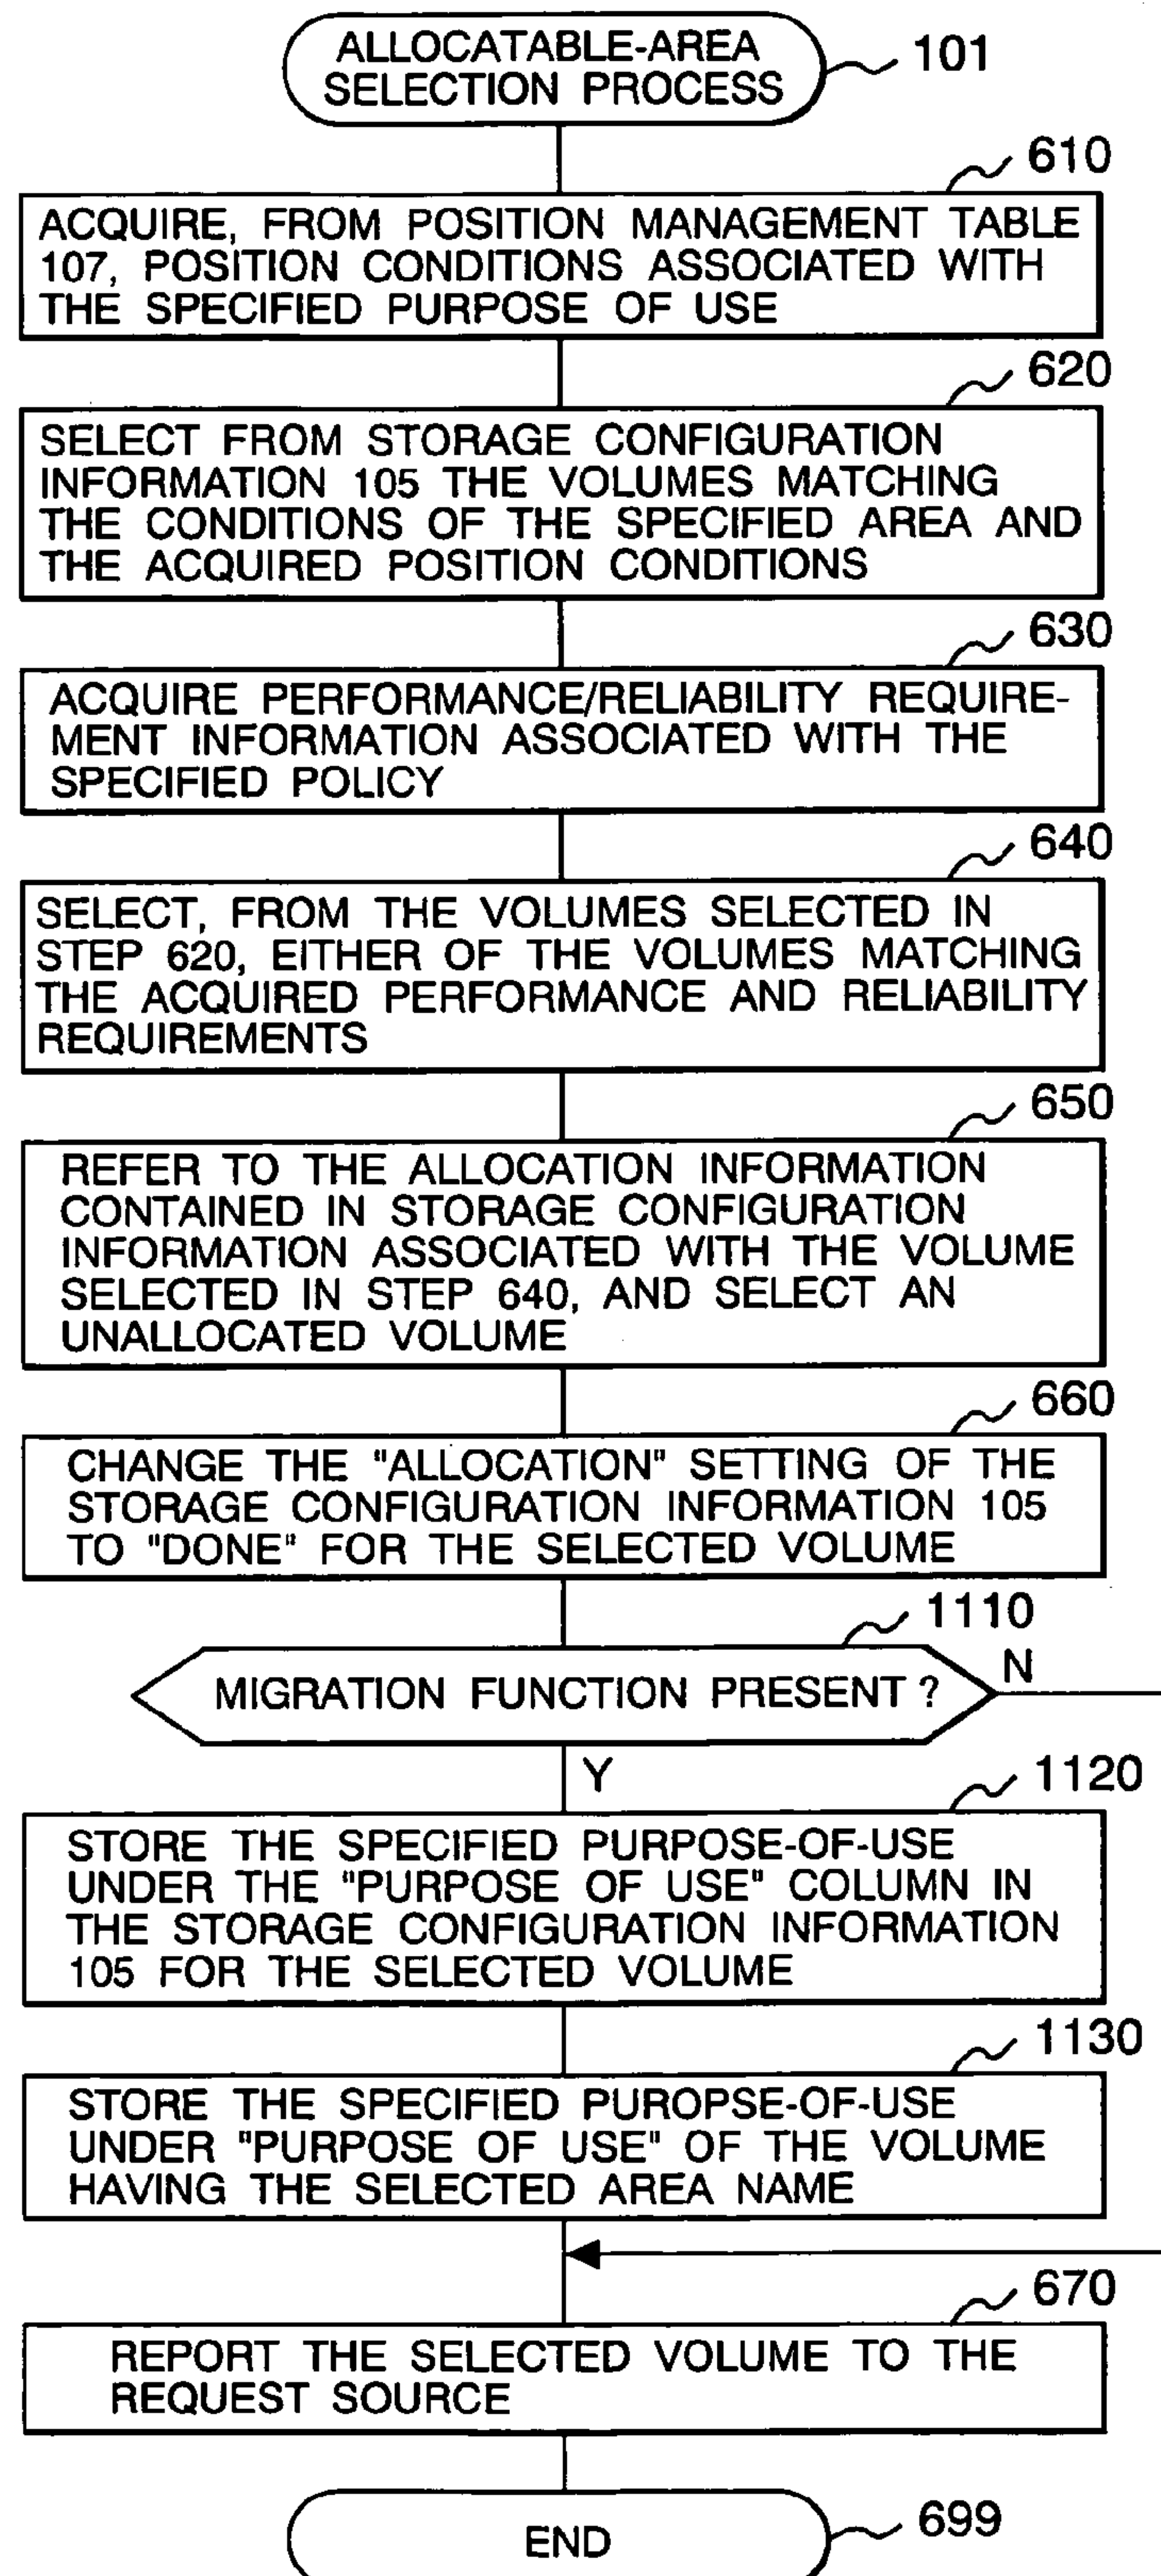 ALLOCATABLE-AREA
SELECTION PROCESS
101
610
ACQUIRE, FROM POSITION MANAGEMENT TABLE
107, POSITION CONDITIONS ASSOCIATED WITH
THE SPECIFIED PURPOSE OF USE
620
SELECT FROM STORAGE CONFIGURATION
INFORMATION 105 THE VOLUMES MATCHING
THE CONDITIONS OF THE SPECIFIED AREA AND
THE ACQUIRED POSITION CONDITIONS
630
ACQUIRE PERFORMANCE/RELIABILITY REQUIRE-
MENT INFORMATION ASSOCIATED WITH THE
SPECIFIED POLICY
640
SELECT, FROM THE VOLUMES SELECTED IN
STEP 620, EITHER OF THE VOLUMES MATCHING
THE ACQUIRED PERFORMANCE AND RELIABILITY
REQUIREMENTS
650
REFER TO THE ALLOCATION INFORMATION
CONTAINED IN STORAGE CONFIGURATION
INFORMATION ASSOCIATED WITH THE VOLUME
SELECTED IN STEP 640, AND SELECT AN
UNALLOCATED VOLUME
660
CHANGE THE "ALLOCATION" SETTING OF THE
STORAGE CONFIGURATION INFORMATION 105
TO "DONE" FOR THE SELECTED VOLUME
1110
MIGRATION FUNCTION PRESENT ?
N
Y
1120
STORE THE SPECIFIED PURPOSE-OF-USE
UNDER THE "PURPOSE OF USE" COLUMN IN
THE STORAGE CONFIGURATION INFORMATION
105 FOR THE SELECTED VOLUME
1130
STORE THE SPECIFIED PUROPSE-OF-USE
UNDER "PURPOSE OF USE" OF THE VOLUME
HAVING THE SELECTED AREA NAME
670
REPORT THE SELECTED VOLUME TO THE
REQUEST SOURCE
END
699